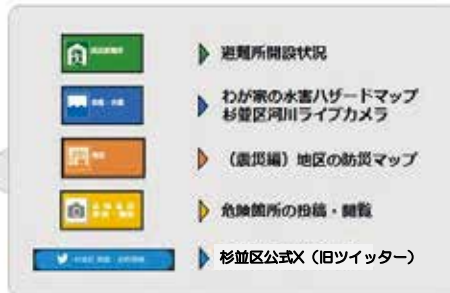 避難所開設状況
わが家の水害ハザードマップ
杉並区河川ライブカメラ
（震災編）地区の防災マップ
危険箇所の投稿・閲覧
杉並区公式X（旧ツイッター）